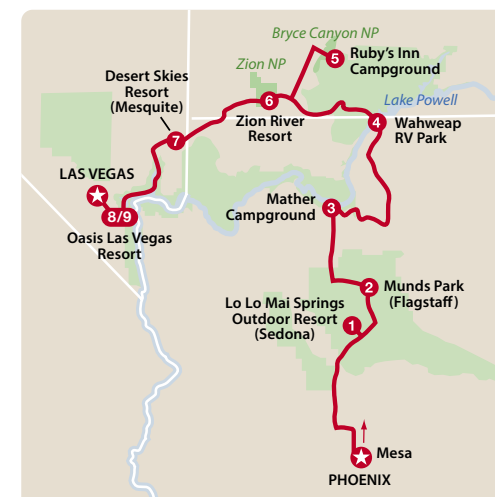 Bryce Canyon NP
5
Ruby's Inn
Campground
Zion NP
Desert Skies
Resort
(Mesquite)
6
Zion River
Resort
Lake Powell
4
Wahweap
RV Park
7
LAS VEGAS
8/9
Oasis Las Vegas
Resort
Mather
Campground
3
2
Munds Park
(Flagstaff)
Lo Lo Mai Springs
Outdoor Resort
(Sedona)
1
Mesa
PHOENIX